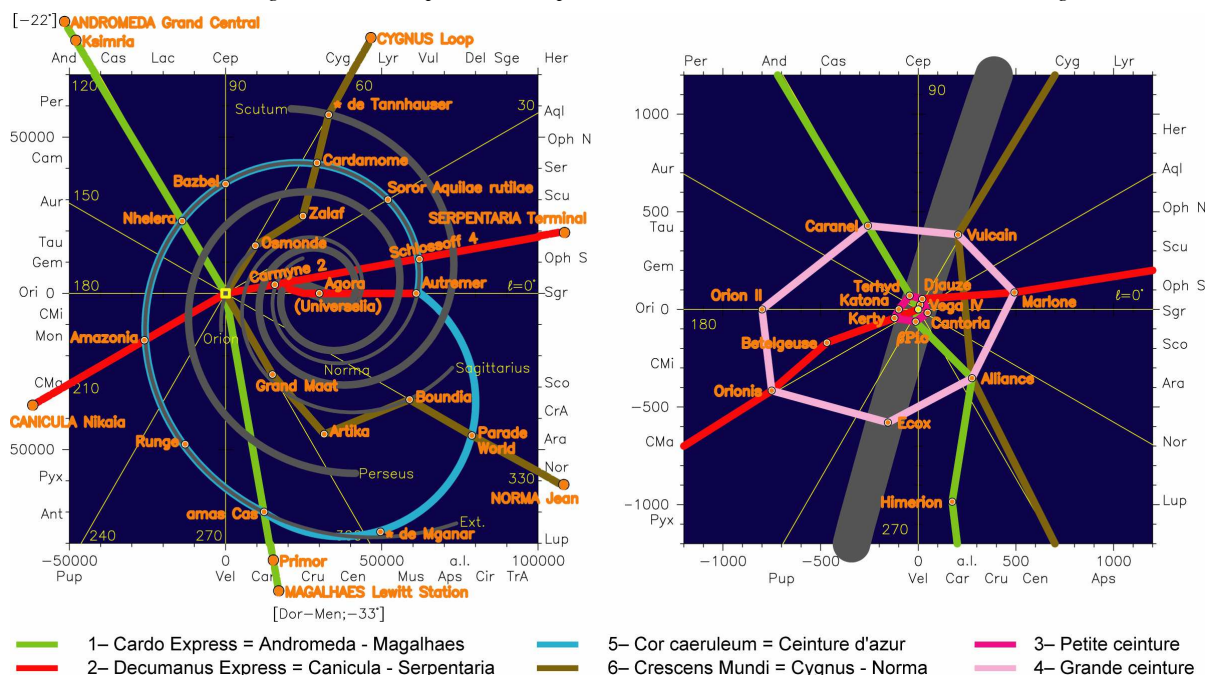 [−22°]
ANDROMEDA Grand Central
Ksimria
CYGNUS Loop
And Cas Lac Cep Cyg Lyr Vul Del Sge Her
Per And Cas Cep Cyg Lyr
120 90 60
30
Scutum
* de Tannhauser
Per
50000
Cam
Aur
Tau
Gem
Ori 0
CMi
Mon
CMa
50000
Pyx
Ant
Aql
Oph N
Ser
Scu
Oph S
Sgr
Sco
CrA
Ara
Nor
Lup
Cardamome
Bazbel
150
Soror Aquilae rutilae
Nhelera
Zalaf
SERPENTARIA Terminal
Osmonde
Schlossoff 4
Carmyne 2
Agora
Autremer
(Universelia)
180
ℓ=0°
Orion
Amazonia
Norma
Sagittarius
Grand Maat
Boundia
210
CANICULA Nikaia
Artika
Parade
World
Runge
Perseus
330
NORMA Jean
amas Cas
Ext.
* de Mganar
240 270 300
−50000 0 50000 a.l. 100000
Pup Vel Car Cru Cen Mus Aps Cir TrA
Primor
MAGALHAES Lewitt Station
[Dor−Men;−33°]
1000
Aur
500
Tau
Gem
Ori 0
CMi
−500
CMa
−1000
Pyx
Her
Aql
Oph N
Scu
Oph S
Sgr
Sco
Ara
Nor
Lup
90
Caranel
Vulcain
Terhyd
Djauze
Orion II
Katona
Vega IV
Marione
ℓ=0°
180
Kerty
Cantoria
βPic
Betelgeuse
Alliance
Orionis
Ecox
Himerion
270
−1000 −500 0 a.l. 500 1000
Pup Vel Car Cru Cen Aps
1− Cardo Express = Andromeda - Magalhaes
5− Cor caeruleum = Ceinture d'azur
3− Petite ceinture
2− Decumanus Express = Canicula - Serpentaria
6− Crescens Mundi = Cygnus - Norma
4− Grande ceinture